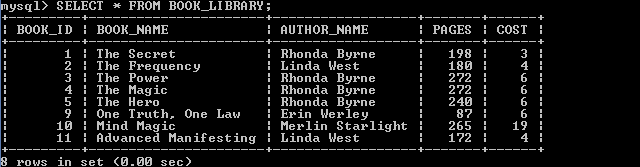 mysql> SELECT * FROM BOOK_LIBRARY;
BOOK_ID | BOOK_NAME | AUTHOR_NAME | PAGES | COST
1 | The Secret | Rhonda Byrne | 198 | 3
2 | The Frequency | Linda West | 180 | 4
3 | The Power | Rhonda Byrne | 272 | 6
4 | The Magic | Rhonda Byrne | 272 | 6
5 | The Hero | Rhonda Byrne | 240 | 6
9 | One Truth, One Law | Erin Werley | 87 | 6
10 | Mind Magic | Merlin Starlight | 265 | 19
11 | Advanced Manifesting | Linda West | 172 | 4
8 rows in set (0.00 sec)